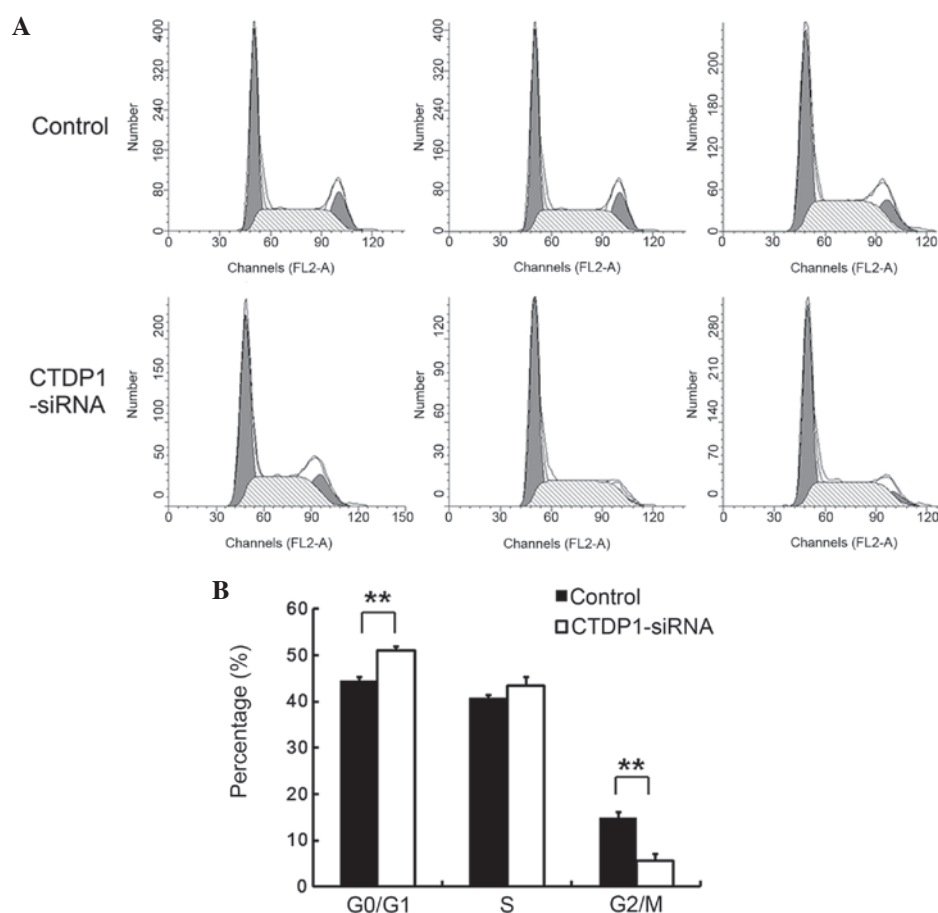 A
Control
Number
400
320
240
160
80
0
0 30 60 90 120
Channels (FL2-A)
Number
400
320
240
160
80
0
0 30 60 90 120
Channels (FL2-A)
Number
200
180
120
60
0
0 30 60 90 120
Channels (FL2-A)
CTDP1
-siRNA
Number
200
150
100
50
0
0 30 60 90 120 150
Channels (FL2-A)
Number
120
90
60
30
0
0 30 60 90 120
Channels (FL2-A)
Number
280
210
140
70
0
0 30 60 90 120
Channels (FL2-A)
B
Percentage (%)
60
50
40
30
20
10
0
**
**
Control
CTDP1-siRNA
G0/G1 S G2/M